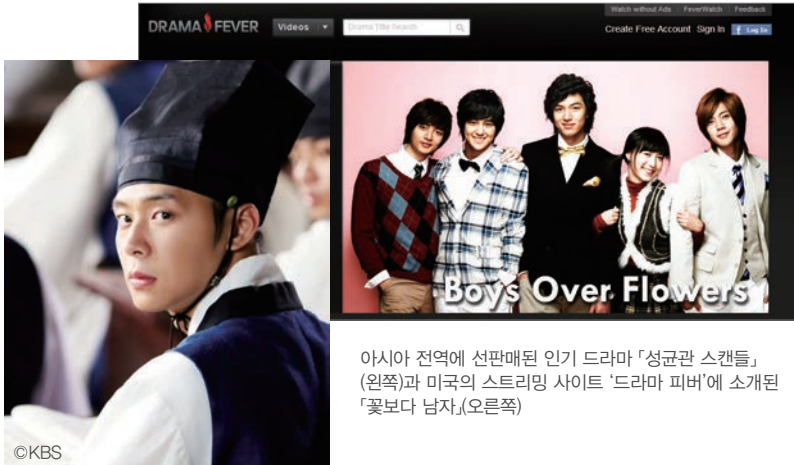 Watch without Ads | FeverWatch | Feedback
DRAMA FEVER Videos Drama Title Search Create Free Account Sign In f Log In
Boys Over Flowers
아시아 전역에 선판매된 인기 드라마 「성균관 스캔들」
(왼쪽)과 미국의 스트리밍 사이트 ‘드라마 피버’에 소개된
「꽃보다 남자」(오른쪽)
©KBS